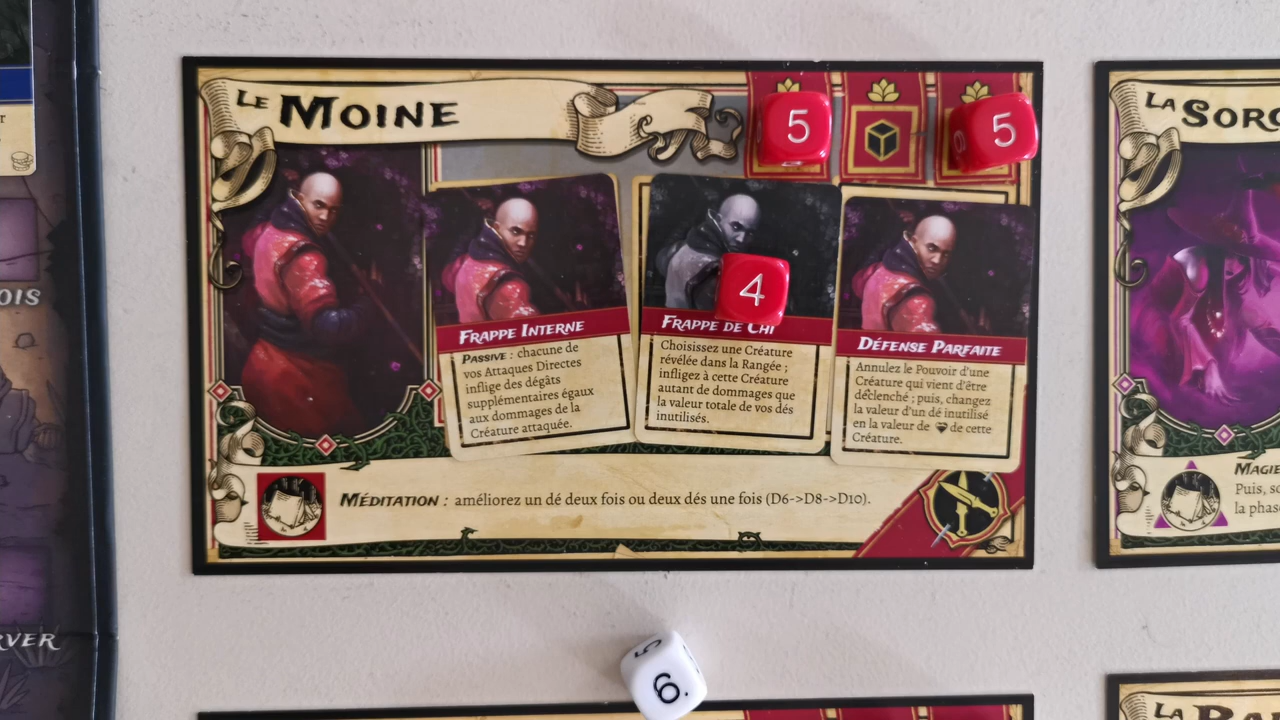 LE MOINE
5
5
4
FRAPPE INTERNE
PASSIVE : chacune de
vos Attaques Directes
inflige des dégâts
supplémentaires égaux
aux dommages de la
Créature attaquée.
FRAPPE DE CHI
Choisissez une Créature
révélée dans la Rangée ;
infligez à cette Créature
autant de dommages que
la valeur totale de vos dés
inutilisés.
DÉFENSE PARFAITE
Annulez le Pouvoir d'une
Créature qui vient d'être
déclenché ; puis, changez
la valeur d'un dé inutilisé
en la valeur de de cette
Créature.
MÉDITATION : améliorez un dé deux fois ou deux dés une fois (D6->D8->D10).
LA
MAGIE
Puis,
la
OIS
RVER
5
6.
LA